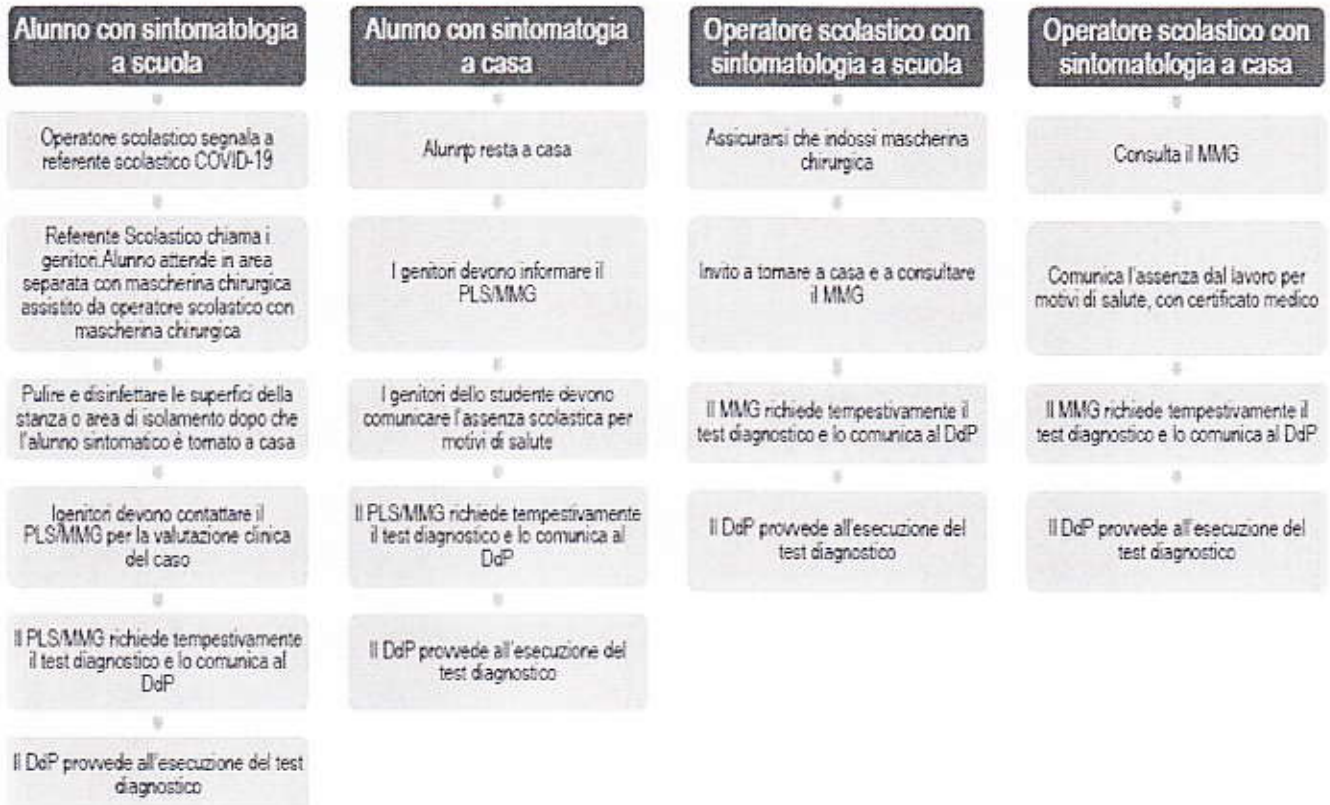 Alunno con sintomatologia
a scuola
Operatore scolastico segnala a
referente scolastico COVID-19
Referente Scolastico chiama i
genitori.Alunno attende in area
separata con mascherina chirurgica
assistito da operatore scolastico con
mascherina chirurgica
Pulire e disinfettare le superfici della
stanza o area di isolamento dopo che
l'alunno sintomatico è tornato a casa
Igenitori devono contattare il
PLS/MMG per la valutazione clinica
del caso
Il PLS/MMG richiede tempestivamente
il test diagnostico e lo comunica al
DdP
Il DdP provvede all'esecuzione del test
diagnostico
Alunno con sintomatogia
a casa
Alunno resta a casa
I genitori devono informare il
PLS/MMG
I genitori dello studente devono
comunicare l'assenza scolastica per
motivi di salute
Il PLS/MMG richiede tempestivamente
il test diagnostico e lo comunica al
DdP
Il DdP provvede all'esecuzione del
test diagnostico
Operatore scolastico con
sintomatologia a scuola
Assicurarsi che indossi mascherina
chirurgica
Invito a tornare a casa e a consultare
il MMG
Il MMG richiede tempestivamente il
test diagnostico e lo comunica al DdP
Il DdP provvede all'esecuzione del
test diagnostico
Operatore scolastico con
sintomatologia a casa
Consulta il MMG
Comunica l'assenza dal lavoro per
motivi di salute, con certificato medico
Il MMG richiede tempestivamente il
test diagnostico e lo comunica al DdP
Il DdP provvede all'esecuzione del
test diagnostico